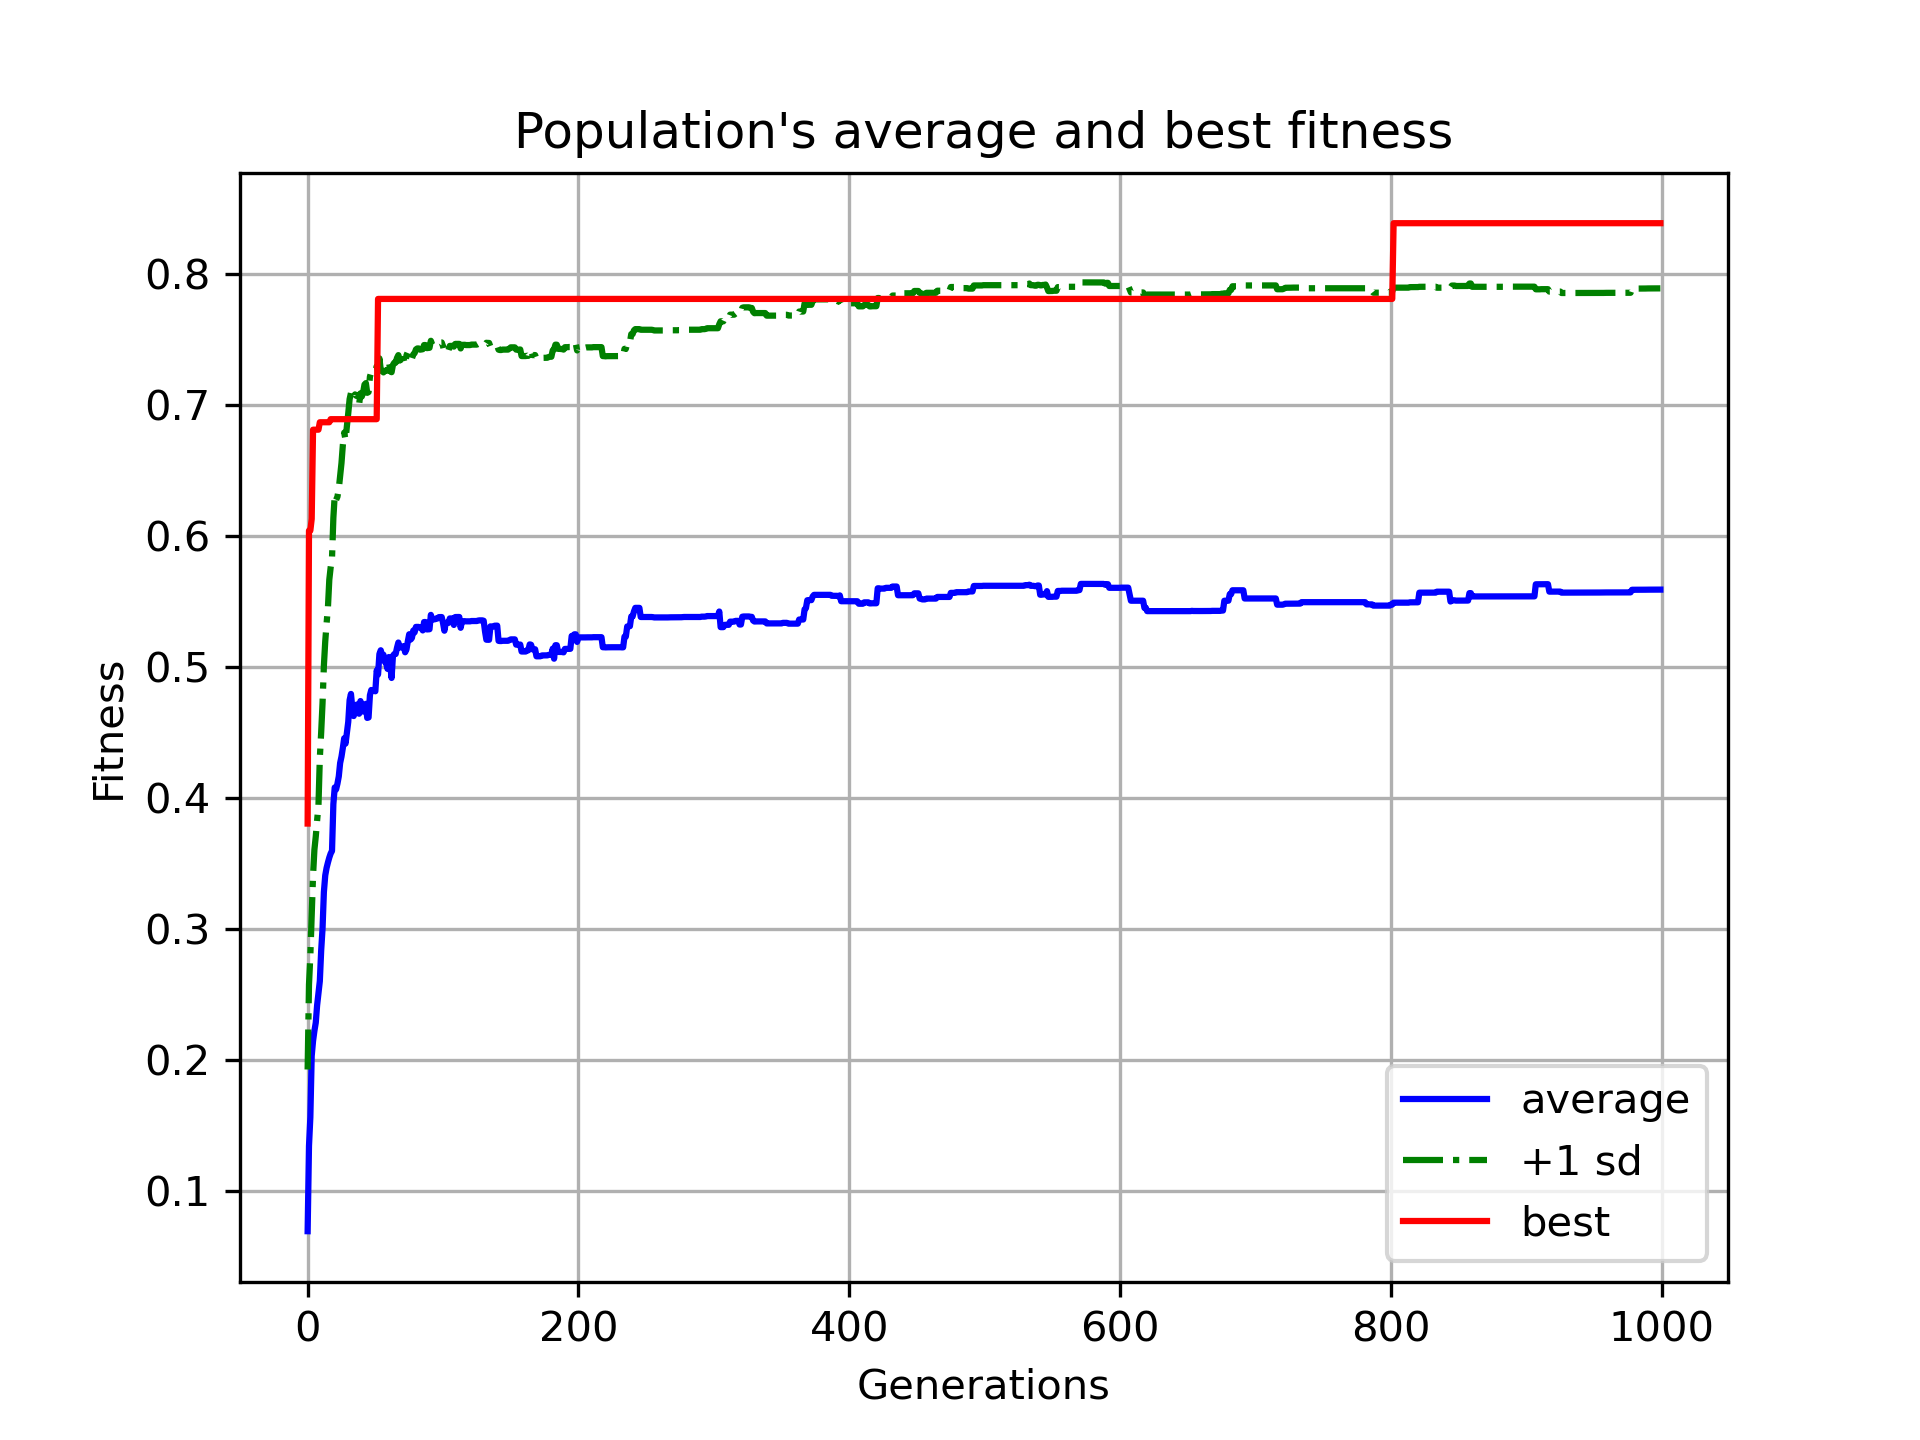 Population's average and best fitness
Fitness
0.8
0.7
0.6
0.5
0.4
0.3
0.2
0.1
0 200 400 600 800 1000
Generations
average
+1 sd
best